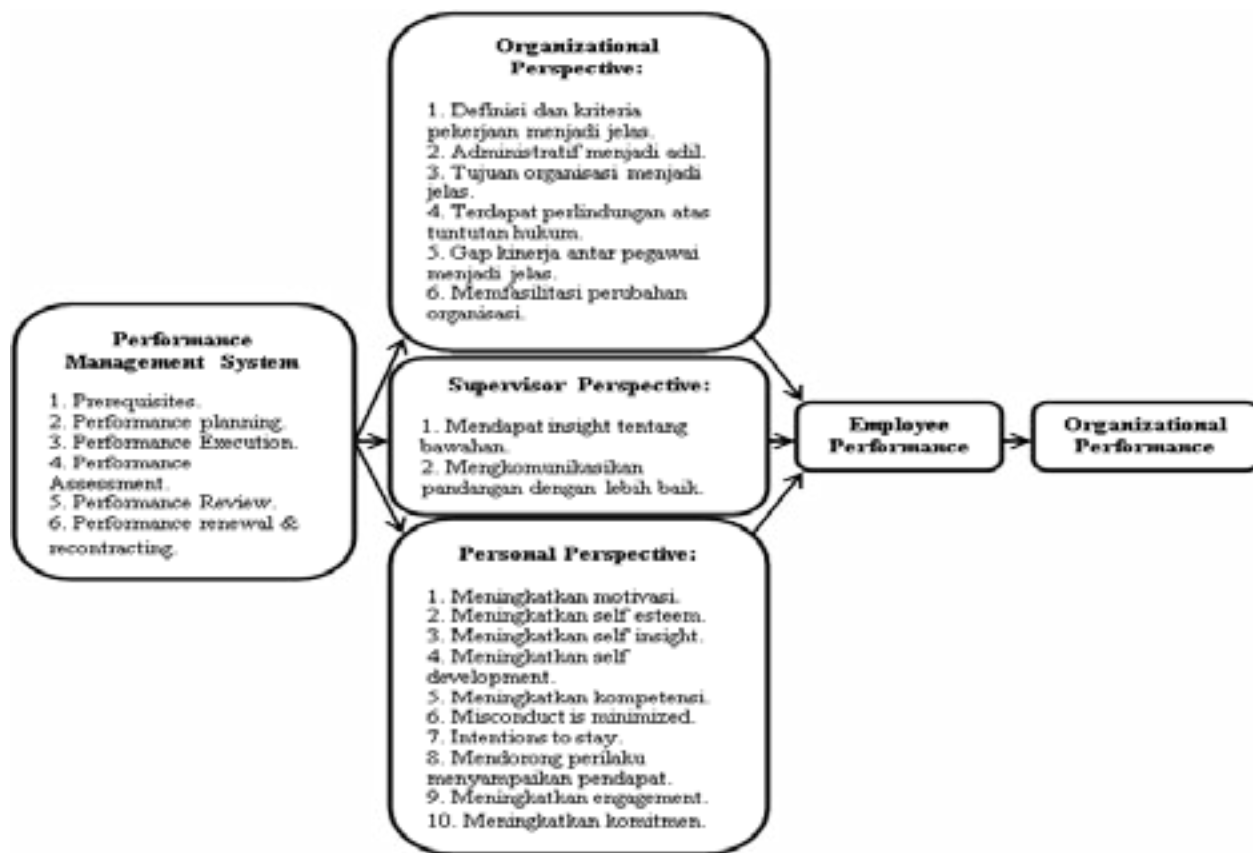 Performance
Management System
1. Prerequisites.
2. Performance planning.
3. Performance Execution.
4. Performance
Assessment.
5. Performance Review.
6. Performance renewal &
recontracting.
Organizational
Perspective:
1. Definisi dan kriteria
pekerjaan menjadi jelas.
2. Administratif menjadi adil.
3. Tujuan organisasi menjadi
jelas.
4. Terdapat perlindungan atas
tuntutan hukum.
5. Gap kinerja antar pegawai
menjadi jelas.
6. Memfasilitasi perubahan
organisasi.
Supervisor Perspective:
1. Mendapat insight tentang
bawahan.
2. Mengkomunikasikan
pandangan dengan lebih baik.
Personal Perspective:
1. Meningkatkan motivasi.
2. Meningkatkan self esteem.
3. Meningkatkan self insight.
4. Meningkatkan self
development.
5. Meningkatkan kompetensi.
6. Misconduct is minimized.
7. Intentions to stay.
8. Mendorong perilaku
menyampaikan pendapat.
9. Meningkatkan engagement.
10. Meningkatkan komitmen.
Employee
Performance
Organizational
Performance